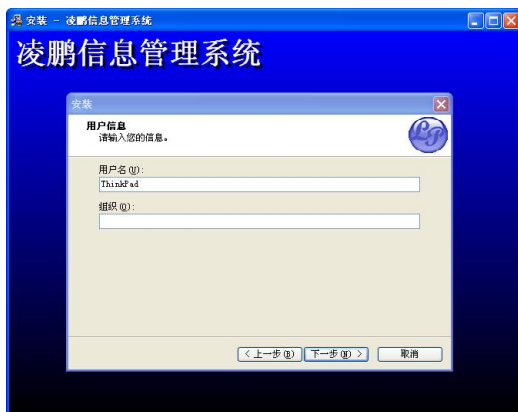 安装 - 凌鹏信息管理系统
凌鹏信息管理系统
安装
用户信息
请输入您的信息。
LP
用户名(U):
ThinkPad
组织(O):
< 上一步(B)
下一步(N) >
取消